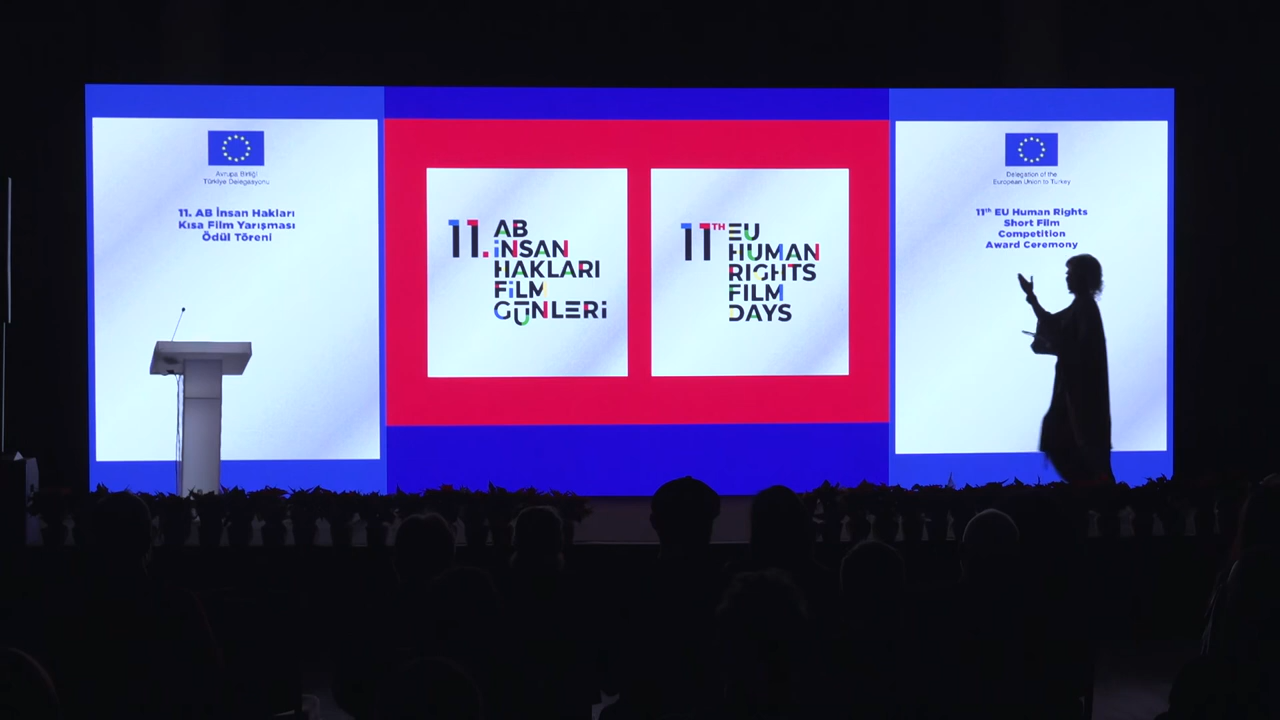 Avrupa Birliği
Türkiye Delegasyonu
11. AB İnsan Hakları
Kısa Film Yarışması
Ödül Töreni
11. AB
İNSAN
HAKLARI
FİLM
GÜNLERİ
11TH EU
HUMAN
RIGHTS
FILM
DAYS
Delegation of the
European Union to Turkey
11th EU Human Rights
Short Film
Competition
Award Ceremony